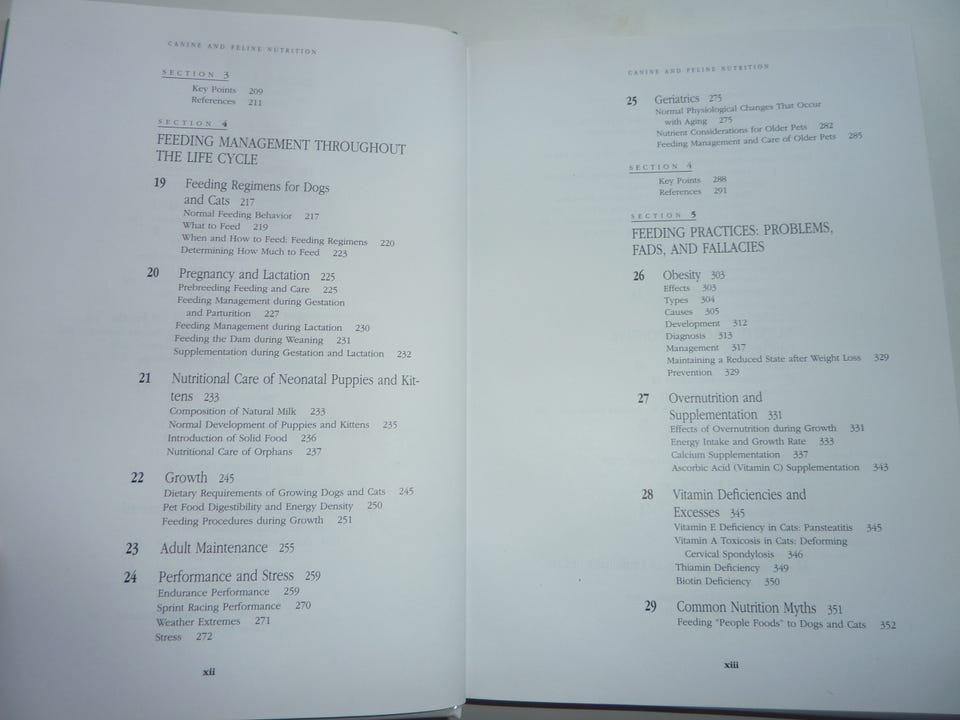 CANINE AND FELINE NUTRITION
SECTION 3
Key Points 209
References 211
SECTION 4
FEEDING MANAGEMENT THROUGHOUT
THE LIFE CYCLE
19 Feeding Regimens for Dogs
and Cats 217
Normal Feeding Behavior 217
What to Feed 219
When and How to Feed: Feeding Regimens 220
Determining How Much to Feed 223
20 Pregnancy and Lactation 225
Prebreeding Feeding and Care 225
Feeding Management during Gestation
and Parturition 227
Feeding Management during Lactation 230
Feeding the Dam during Weaning 231
Supplementation during Gestation and Lactation 232
21 Nutritional Care of Neonatal Puppies and Kit-
tens 233
Composition of Natural Milk 233
Normal Development of Puppies and Kittens 235
Introduction of Solid Food 236
Nutritional Care of Orphans 237
22 Growth 245
Dietary Requirements of Growing Dogs and Cats 245
Pet Food Digestibility and Energy Density 250
Feeding Procedures during Growth 251
23 Adult Maintenance 255
24 Performance and Stress 259
Endurance Performance 259
Sprint Racing Performance 270
Weather Extremes 271
Stress 272
xii
CANINE AND FELINE NUTRITION
25 Geriatrics 275
Normal Physiological Changes That Occur
with Aging 275
Nutrient Considerations for Older Pets 282
Feeding Management and Care of Older Pets 285
SECTION 4
Key Points 288
References 291
SECTION 5
FEEDING PRACTICES: PROBLEMS,
FADS, AND FALLACIES
26 Obesity 303
Effects 303
Types 304
Causes 305
Development 312
Diagnosis 313
Management 317
Maintaining a Reduced State after Weight Loss 329
Prevention 329
27 Overnutrition and
Supplementation 331
Effects of Overnutrition during Growth 331
Energy Intake and Growth Rate 333
Calcium Supplementation 337
Ascorbic Acid (Vitamin C) Supplementation 343
28 Vitamin Deficiencies and
Excesses 345
Vitamin E Deficiency in Cats: Pansteatitis 345
Vitamin A Toxicosis in Cats: Deforming
Cervical Spondylosis 346
Thiamin Deficiency 349
Biotin Deficiency 350
29 Common Nutrition Myths 351
Feeding "People Foods" to Dogs and Cats 352
xiii